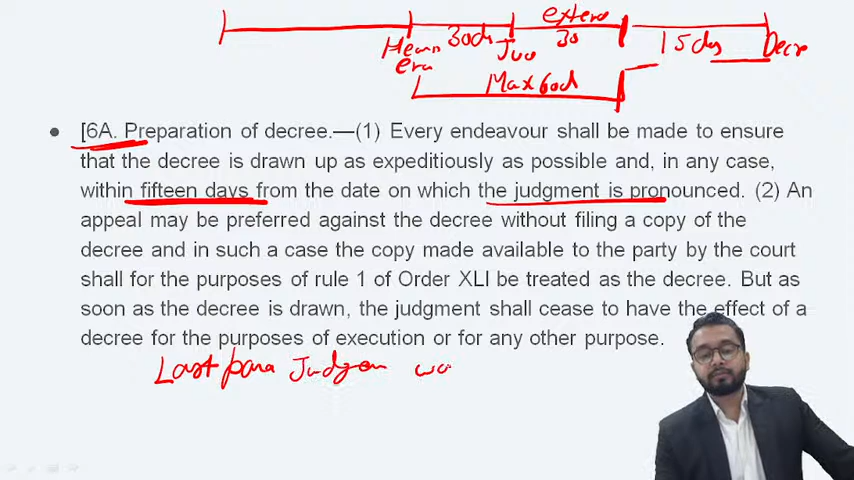 extend
30ds
30
15 days
Decre
Hearin
Juo
Max 60d
[6A. Preparation of decree.—(1) Every endeavour shall be made to ensure
that the decree is drawn up as expeditiously as possible and, in any case,
within fifteen days from the date on which the judgment is pronounced. (2) An
appeal may be preferred against the decree without filing a copy of the
decree and in such a case the copy made available to the party by the court
shall for the purposes of rule 1 of Order XLI be treated as the decree. But as
soon as the decree is drawn, the judgment shall cease to have the effect of a
decree for the purposes of execution or for any other purpose.
Last para